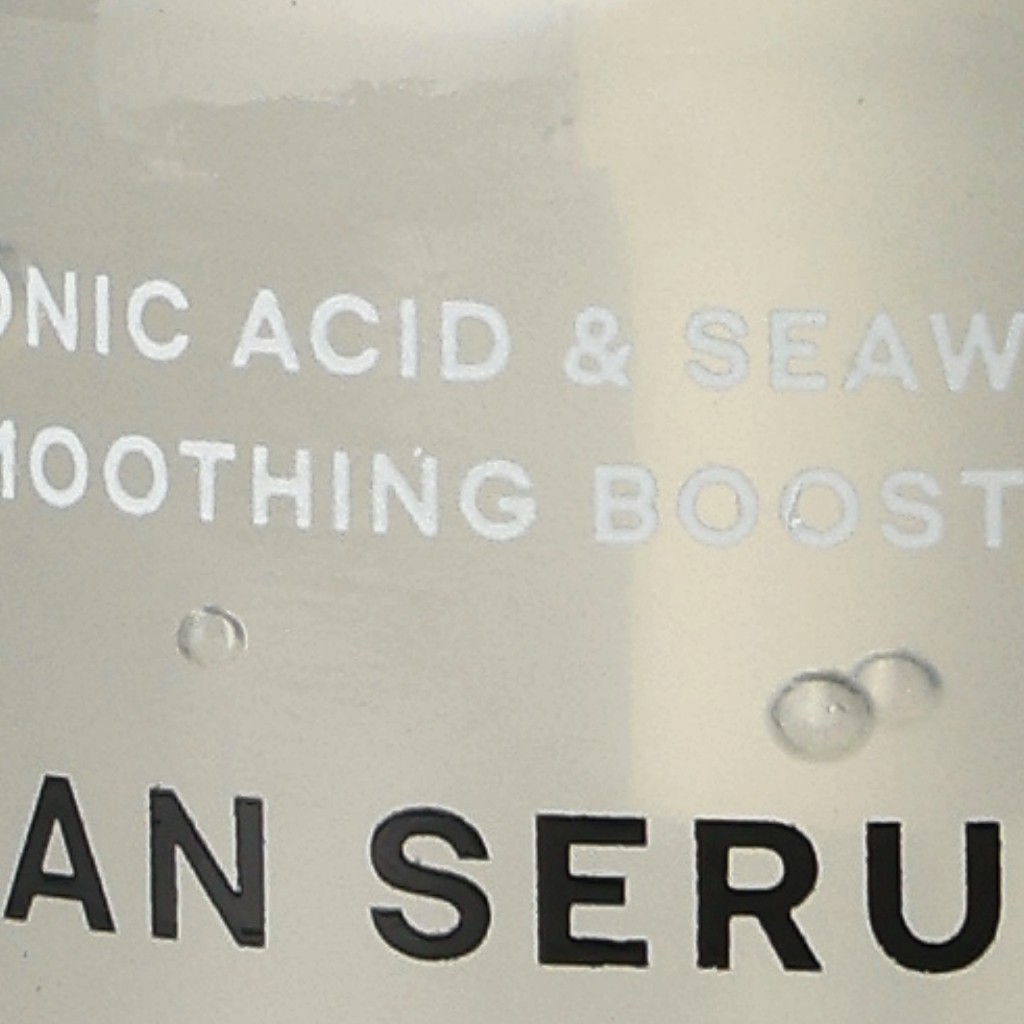 ONIC ACID & SEAW
MOOTHING BOOST
AN SERU